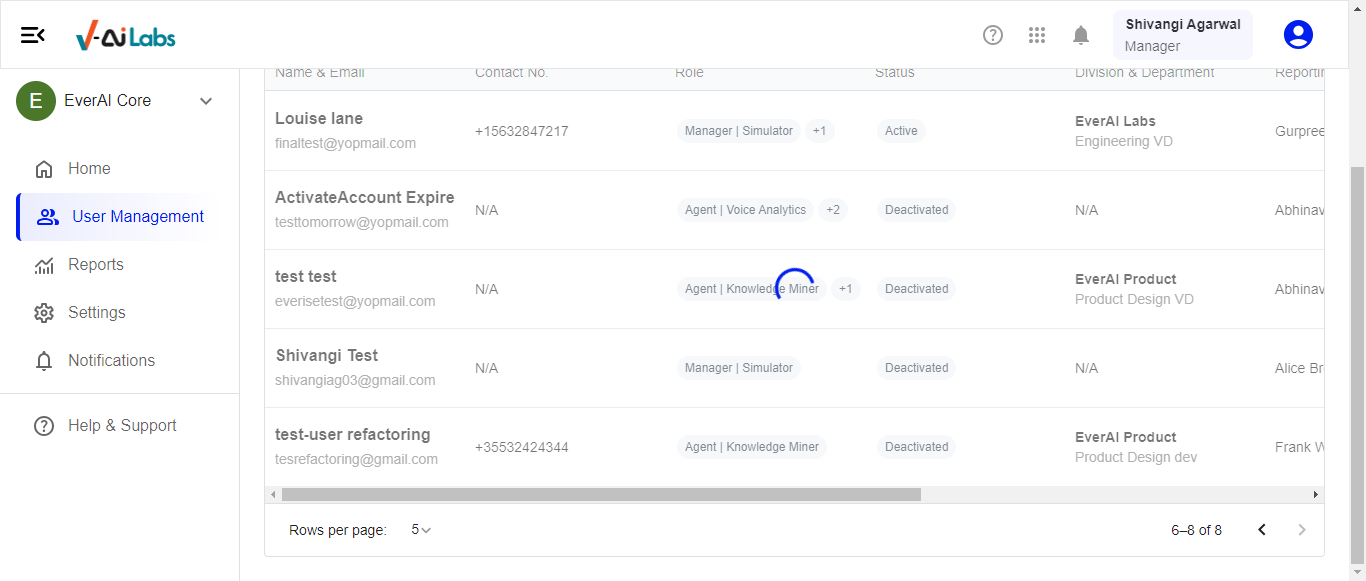 V-Ai Labs
Shivangi Agarwal
Manager
E EverAI Core
Home
User Management
Reports
Settings
Notifications
Help & Support
Name & Email Contact No. Role Status Division & Department Reportin
Louise lane
finaltest@yopmail.com
+15632847217
Manager | Simulator +1
Active
EverAI Labs
Engineering VD
Gurpree
ActivateAccount Expire
testtomorrow@yopmail.com
N/A
Agent | Voice Analytics +2
Deactivated
N/A
Abhinav
test test
everisetest@yopmail.com
N/A
Agent | Knowledge Miner +1
Deactivated
EverAI Product
Product Design VD
Abhinav
Shivangi Test
shivangiag03@gmail.com
N/A
Manager | Simulator
Deactivated
N/A
Alice Br
test-user refactoring
tesrefactoring@gmail.com
+35532424344
Agent | Knowledge Miner
Deactivated
EverAI Product
Product Design dev
Frank W
Rows per page: 5 6–8 of 8